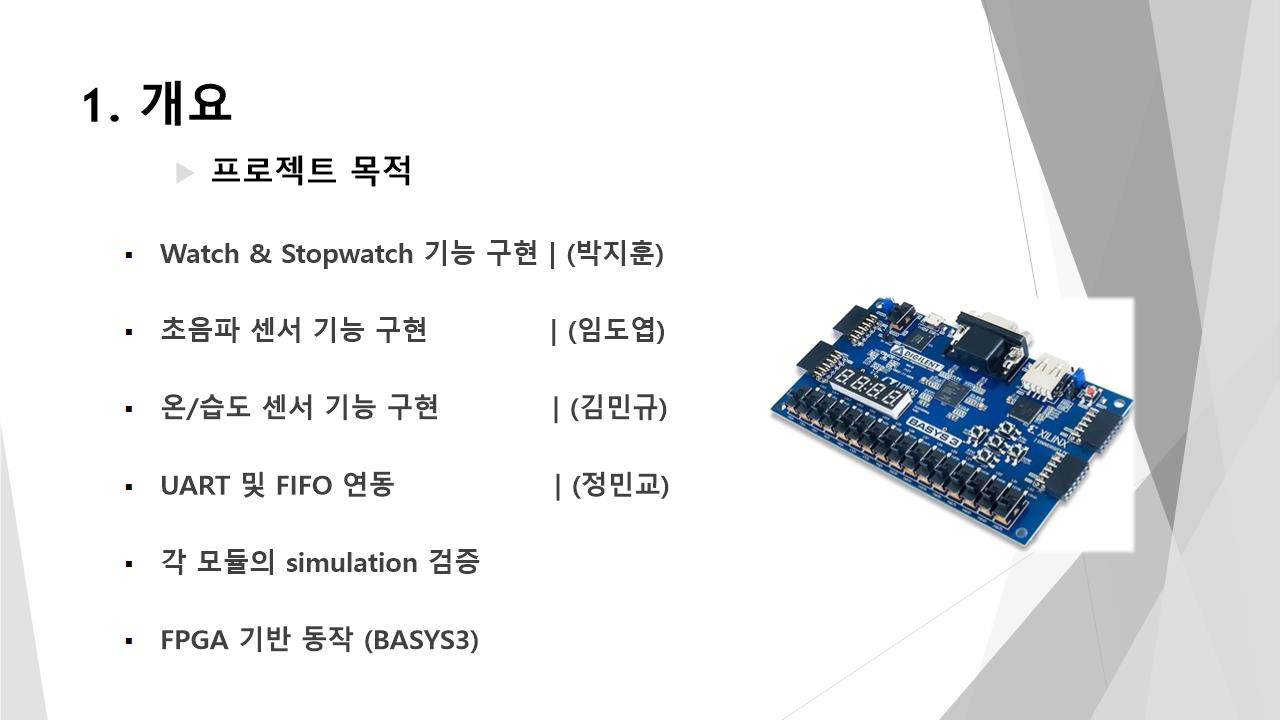 1. 개요
프로젝트 목적
Watch & Stopwatch 기능 구현 | (박지훈)
초음파 센서 기능 구현 | (임도엽)
온/습도 센서 기능 구현 | (김민규)
UART 및 FIFO 연동 | (정민교)
각 모듈의 simulation 검증
FPGA 기반 동작 (BASYS3)
DIGILENT
BASYS3
XILINX